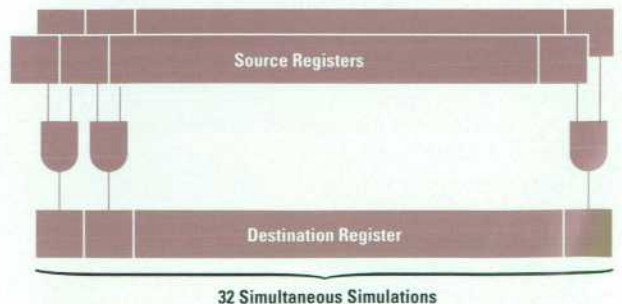 Source Registers
Destination Register
32 Simultaneous Simulations